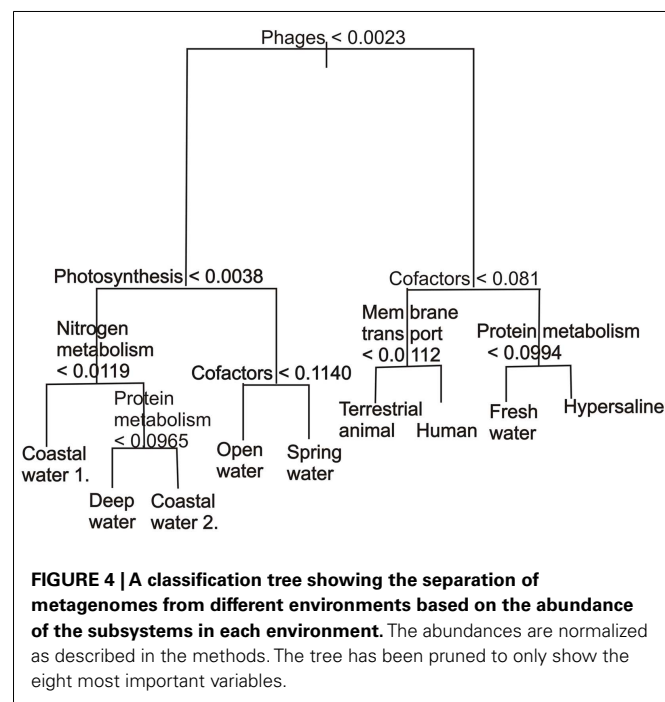 Phages < 0.0023
Photosynthesis < 0.0038
Cofactors < 0.081
Nitrogen
metabolism
< 0.0119
Membrane
transport
< 0.0112
Protein metabolism
< 0.0994
Cofactors < 0.1140
Protein
metabolism
< 0.0965
Coastal
water 1.
Deep
water
Coastal
water 2.
Open
water
Spring
water
Terrestrial
animal
Human
Fresh
water
Hypersaline
FIGURE 4 | A classification tree showing the separation of
metagenomes from different environments based on the abundance
of the subsystems in each environment. The abundances are normalized
as described in the methods. The tree has been pruned to only show the
eight most important variables.